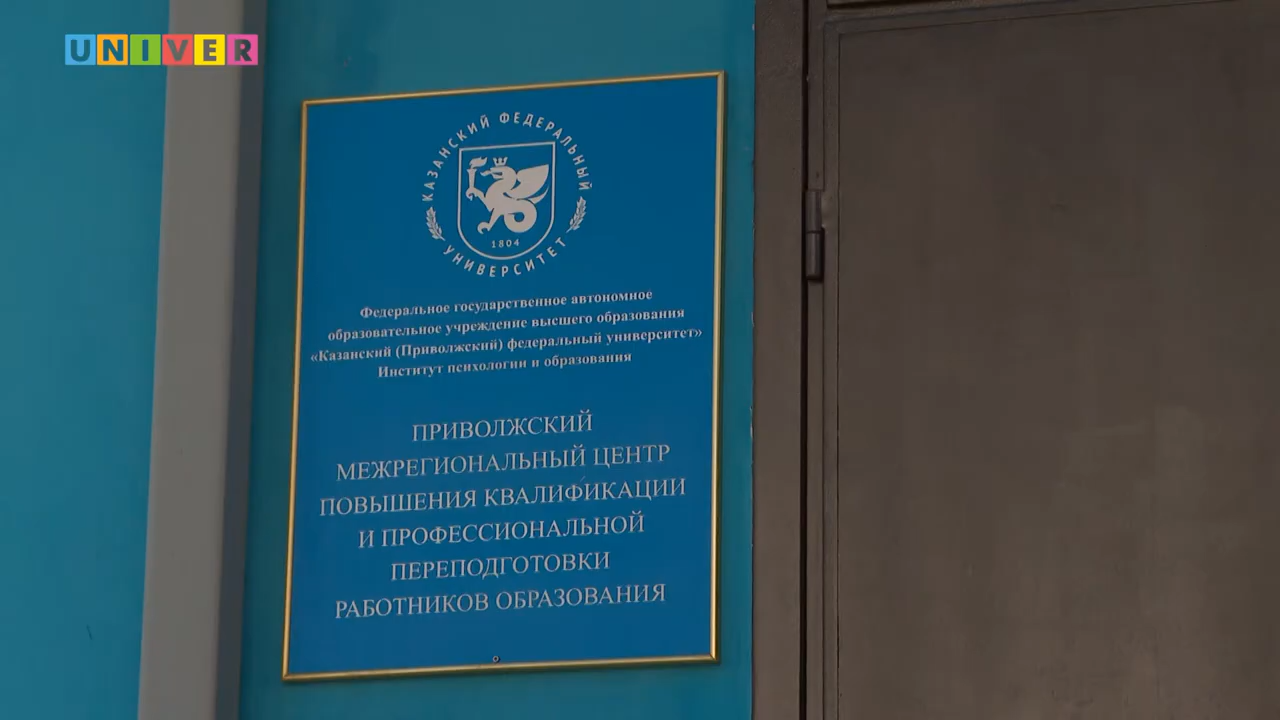 UNIVER
КАЗАНСКИЙ ФЕДЕРАЛЬНЫЙ
УНИВЕРСИТЕТ
1804
Федеральное государственное автономное
образовательное учреждение высшего образования
«Казанский (Приволжский) федеральный университет»
Институт психологии и образования
ПРИВОЛЖСКИЙ
МЕЖРЕГИОНАЛЬНЫЙ ЦЕНТР
ПОВЫШЕНИЯ КВАЛИФИКАЦИИ
И ПРОФЕССИОНАЛЬНОЙ
ПЕРЕПОДГОТОВКИ
РАБОТНИКОВ ОБРАЗОВАНИЯ